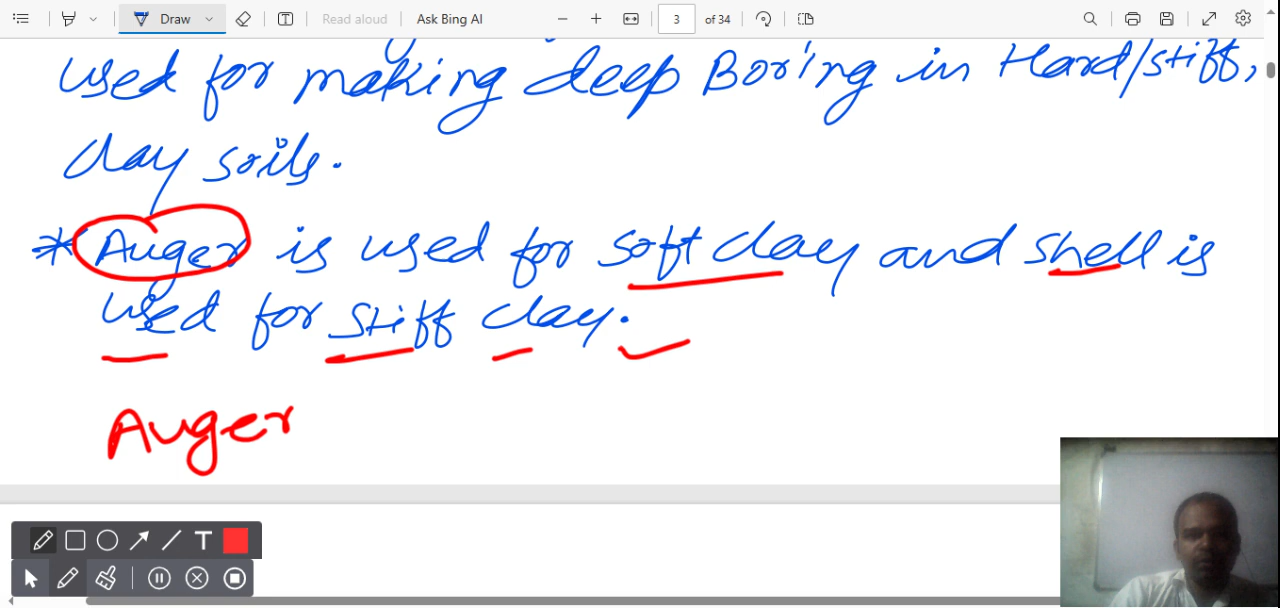 Draw
Read aloud
Ask Bing AI
3 of 34
used for making deep Boring in Hard/stiff,
clay soils.
* Auger is used for soft clay and shell is
used for stiff clay.
Auger
T